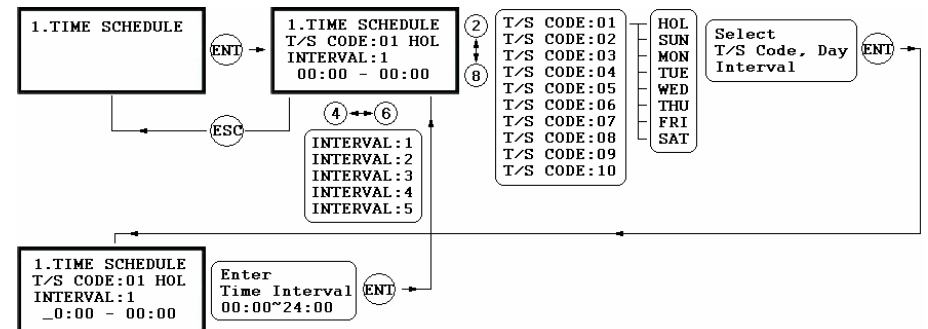 1.TIME SCHEDULE
ENT
1.TIME SCHEDULE
T/S CODE:01 HOL
INTERVAL:1
00:00 - 00:00
2
8
T/S CODE:01
T/S CODE:02
T/S CODE:03
T/S CODE:04
T/S CODE:05
T/S CODE:06
T/S CODE:07
T/S CODE:08
T/S CODE:09
T/S CODE:10
HOL
SUN
MON
TUE
WED
THU
FRI
SAT
Select
T/S Code, Day
Interval
ENT
ESC
4
6
INTERVAL:1
INTERVAL:2
INTERVAL:3
INTERVAL:4
INTERVAL:5
1.TIME SCHEDULE
T/S CODE:01 HOL
INTERVAL:1
_0:00 - 00:00
Enter
Time Interval
00:00~24:00
ENT